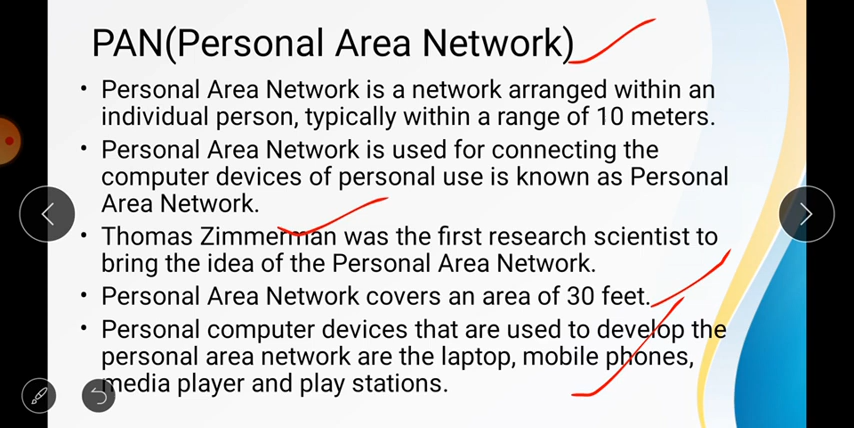 PAN(Personal Area Network)
• Personal Area Network is a network arranged within an
individual person, typically within a range of 10 meters.
• Personal Area Network is used for connecting the
computer devices of personal use is known as Personal
Area Network.
• Thomas Zimmerman was the first research scientist to
bring the idea of the Personal Area Network.
• Personal Area Network covers an area of 30 feet.
• Personal computer devices that are used to develop the
personal area network are the laptop, mobile phones,
media player and play stations.